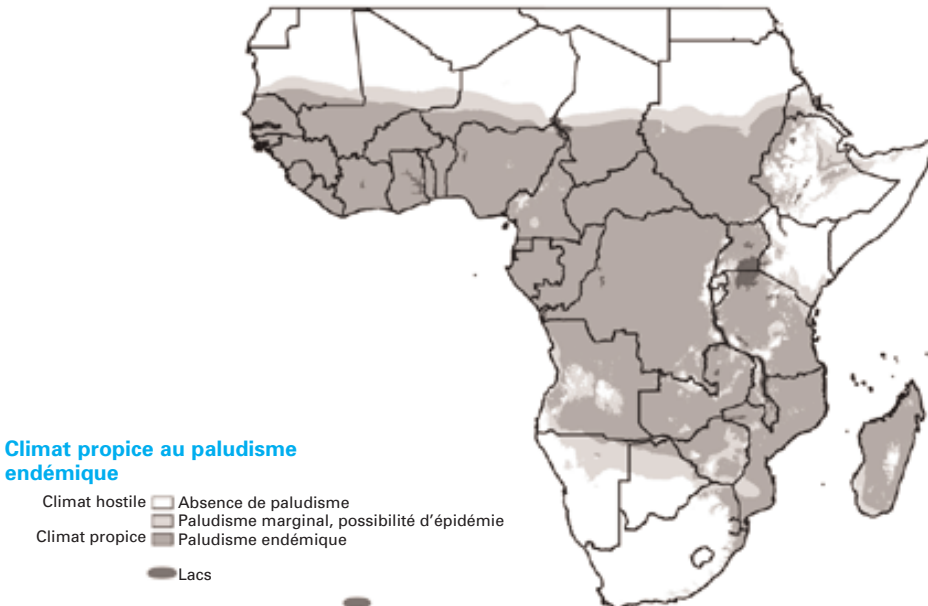 Climat propice au paludisme
endémique
Climat hostile Absence de paludisme
Paludisme marginal, possibilité d'épidémie
Climat propice Paludisme endémique
Lacs